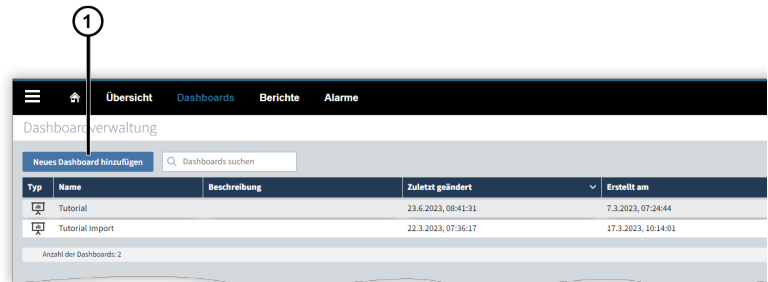 1
Übersicht Dashboards Berichte Alarme
Dashboardverwaltung
Neues Dashboard hinzufügen Dashboards suchen
Typ Name Beschreibung Zuletzt geändert Erstellt am
Tutorial 23.6.2023, 08:41:31 7.3.2023, 07:24:44
Tutorial Import 22.3.2023, 07:36:17 17.3.2023, 10:14:01
Anzahl der Dashboards: 2